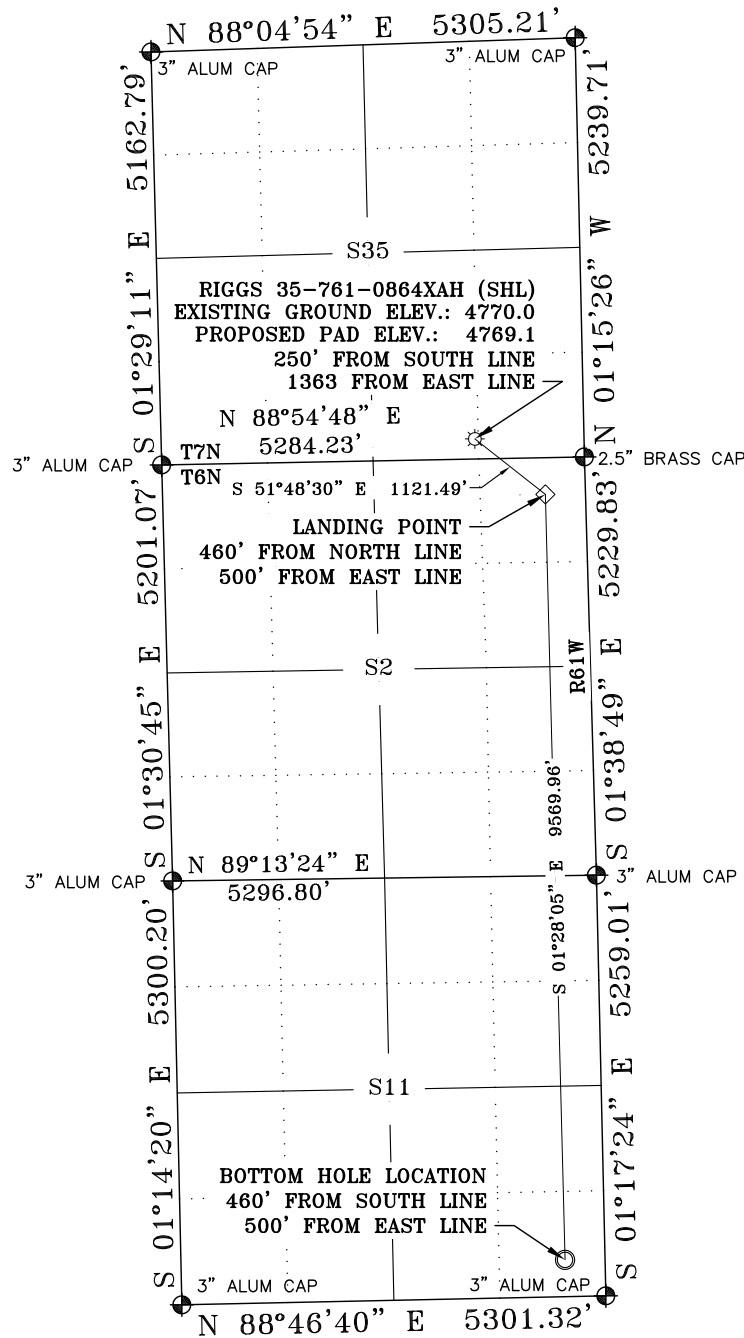 N 88°04'54" E 5305.21'
3" ALUM CAP
3" ALUM CAP
5162.79'
S 01°29'11" E
5239.71'
N 01°15'26" W
S35
RIGGS 35-761-0864XAH (SHL)
EXISTING GROUND ELEV.: 4770.0
PROPOSED PAD ELEV.: 4769.1
250' FROM SOUTH LINE
1363 FROM EAST LINE
N 88°54'48" E
5284.23'
T7N
T6N
3" ALUM CAP
2.5" BRASS CAP
S 51°48'30" E 1121.49'
LANDING POINT
460' FROM NORTH LINE
500' FROM EAST LINE
S 01°30'45" E 5201.07'
S 01°38'49" E 5229.83'
R61W
S2
S 01°28'05" E 9569.96'
N 89°13'24" E
5296.80'
3" ALUM CAP
3" ALUM CAP
S 01°14'20" E 5300.20'
S 01°17'24" E 5259.01'
S11
BOTTOM HOLE LOCATION
460' FROM SOUTH LINE
500' FROM EAST LINE
3" ALUM CAP
3" ALUM CAP
N 88°46'40" E 5301.32'